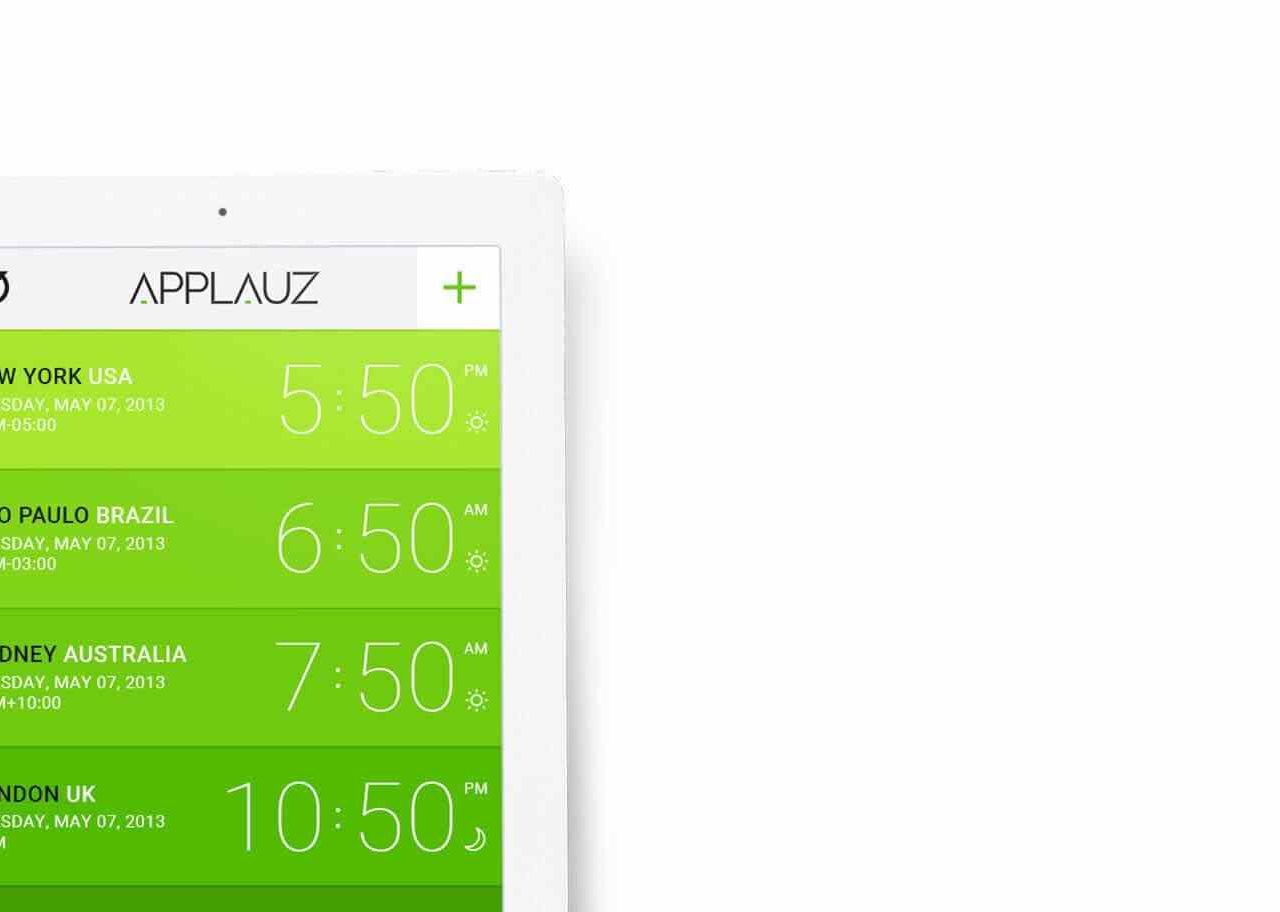 APPLAUZ
W YORK USA
SDAY, MAY 07, 2013
M-05:00
5:50 PM
O PAULO BRAZIL
SDAY, MAY 07, 2013
M-03:00
6:50 AM
DNEY AUSTRALIA
SDAY, MAY 07, 2013
M+10:00
7:50 AM
NDON UK
SDAY, MAY 07, 2013
M
10:50 PM